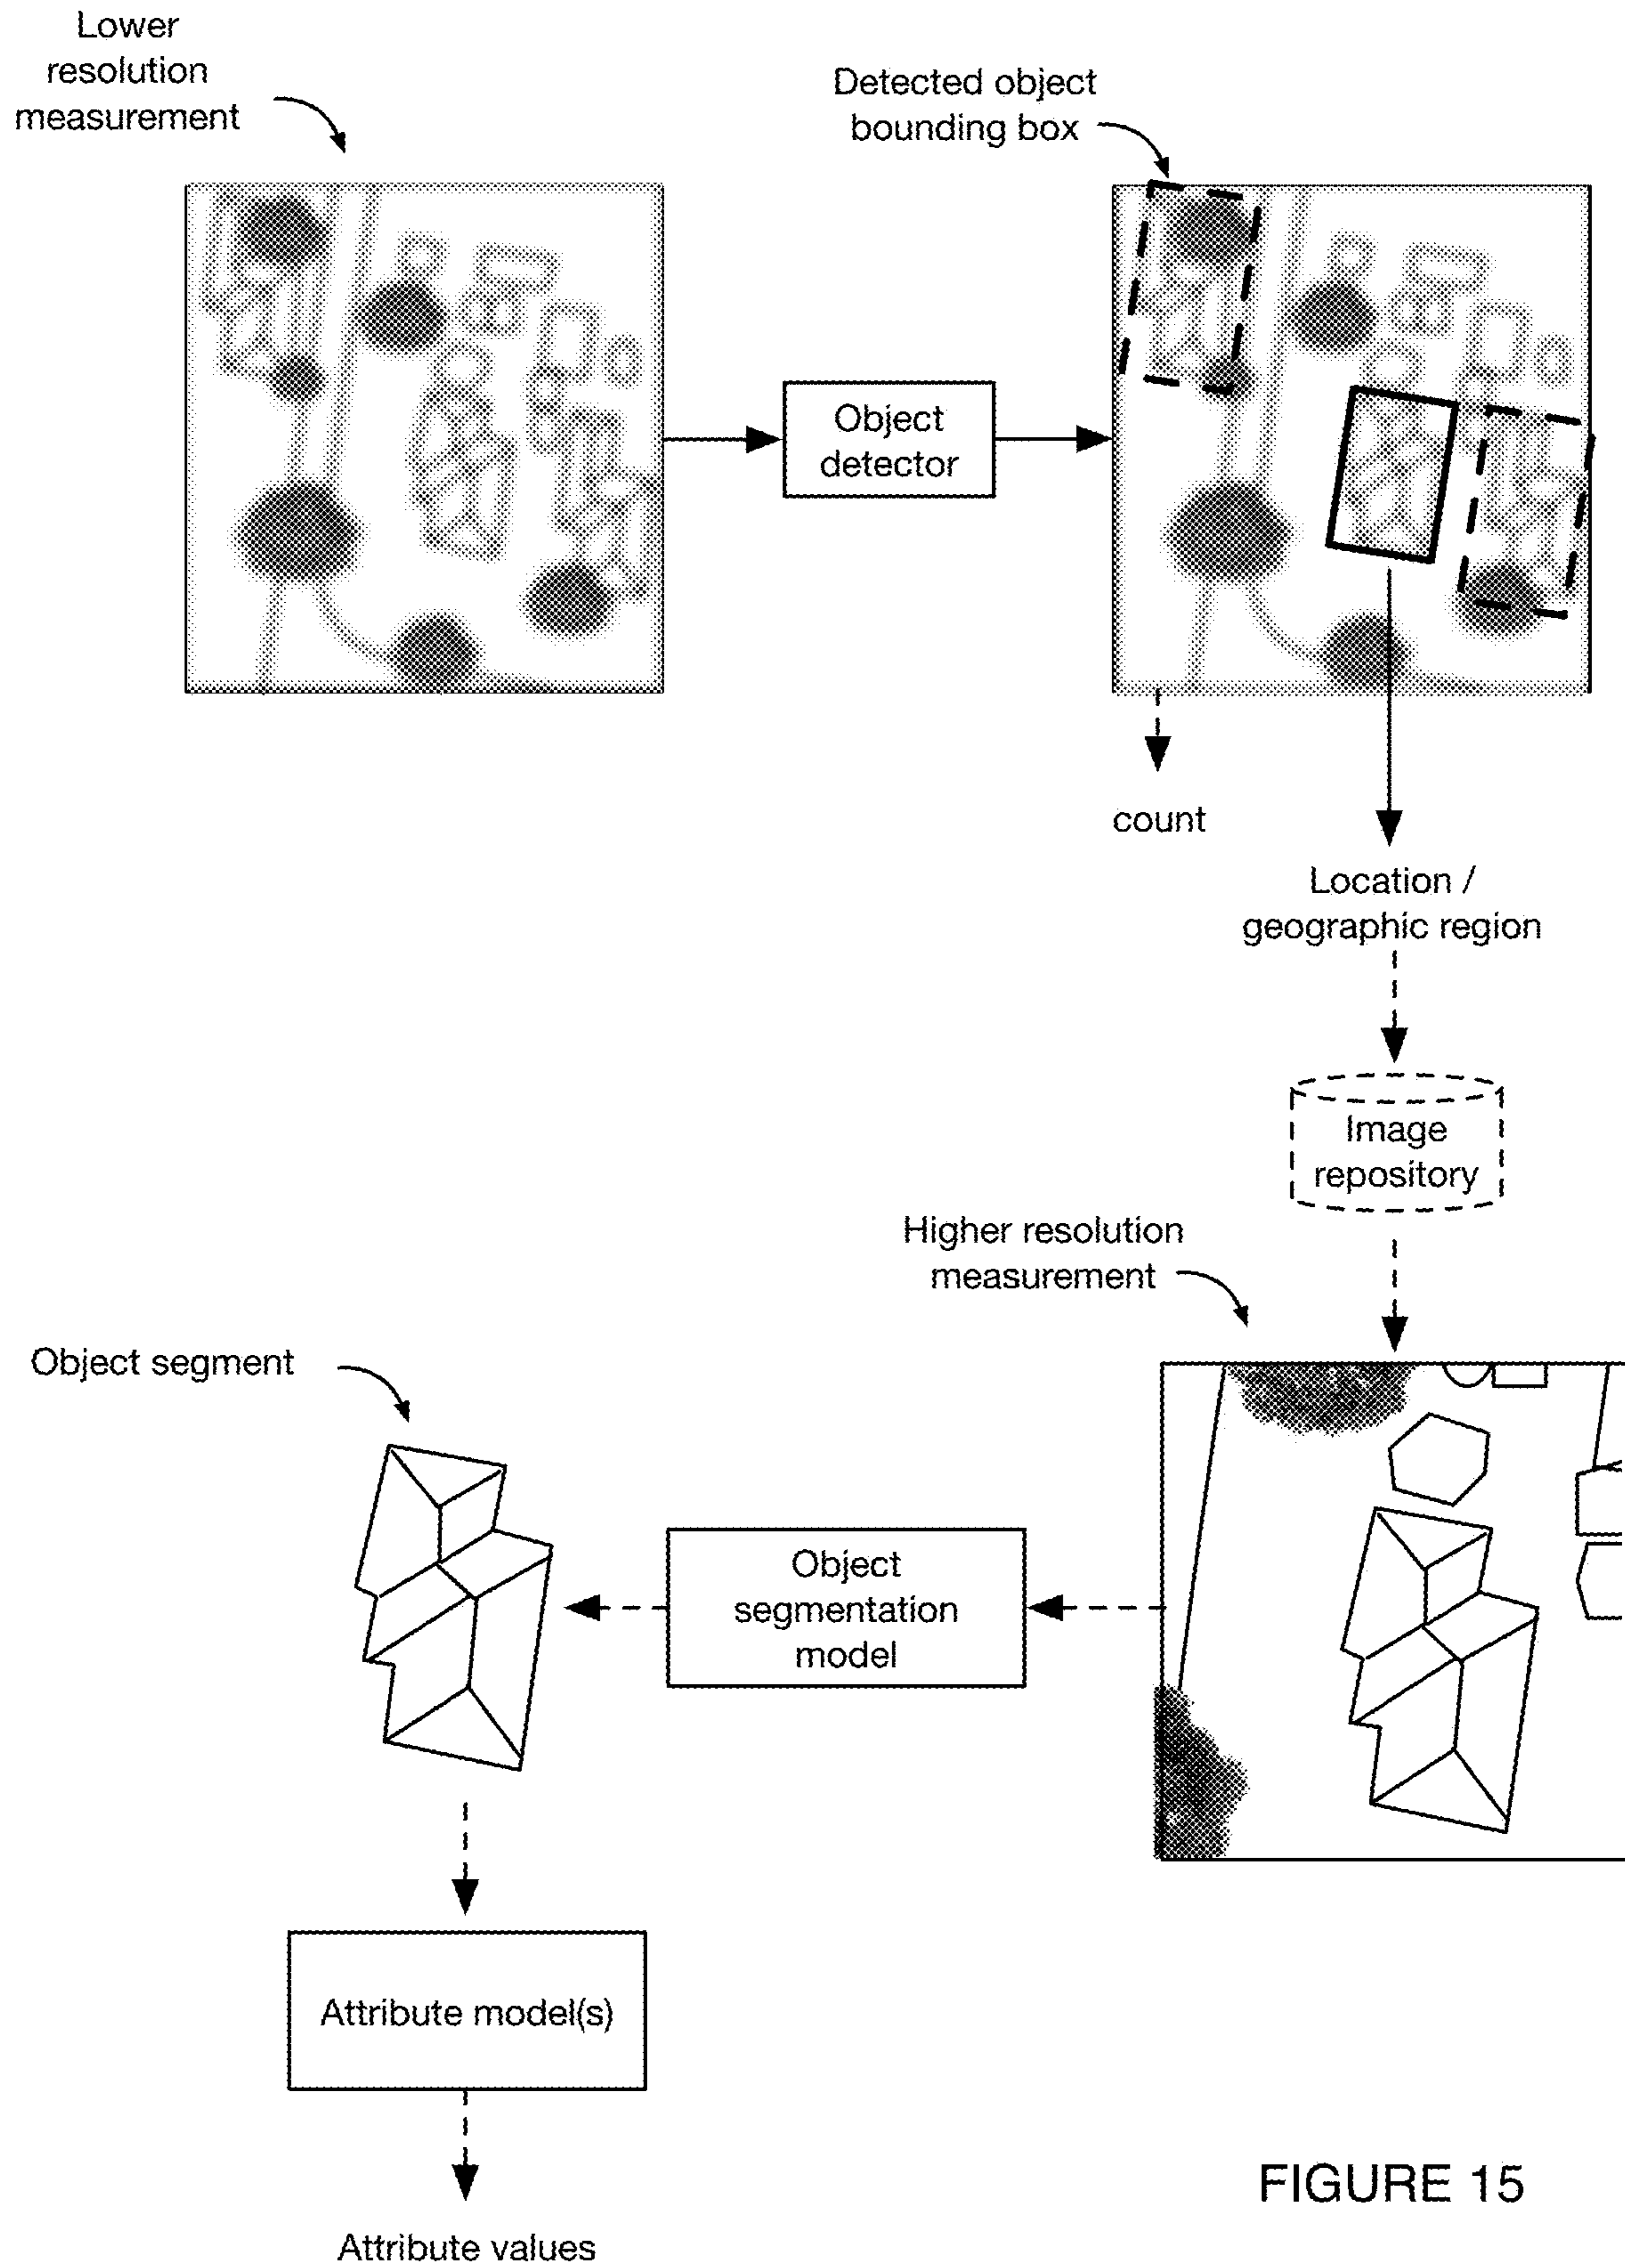 Lower
resolution
measurement
Detected object
bounding box
Object
detector
count
Location /
geographic region
Image
repository
Higher resolution
measurement
Object segment
Object
segmentation
model
Attribute model(s)
Attribute values
FIGURE 15